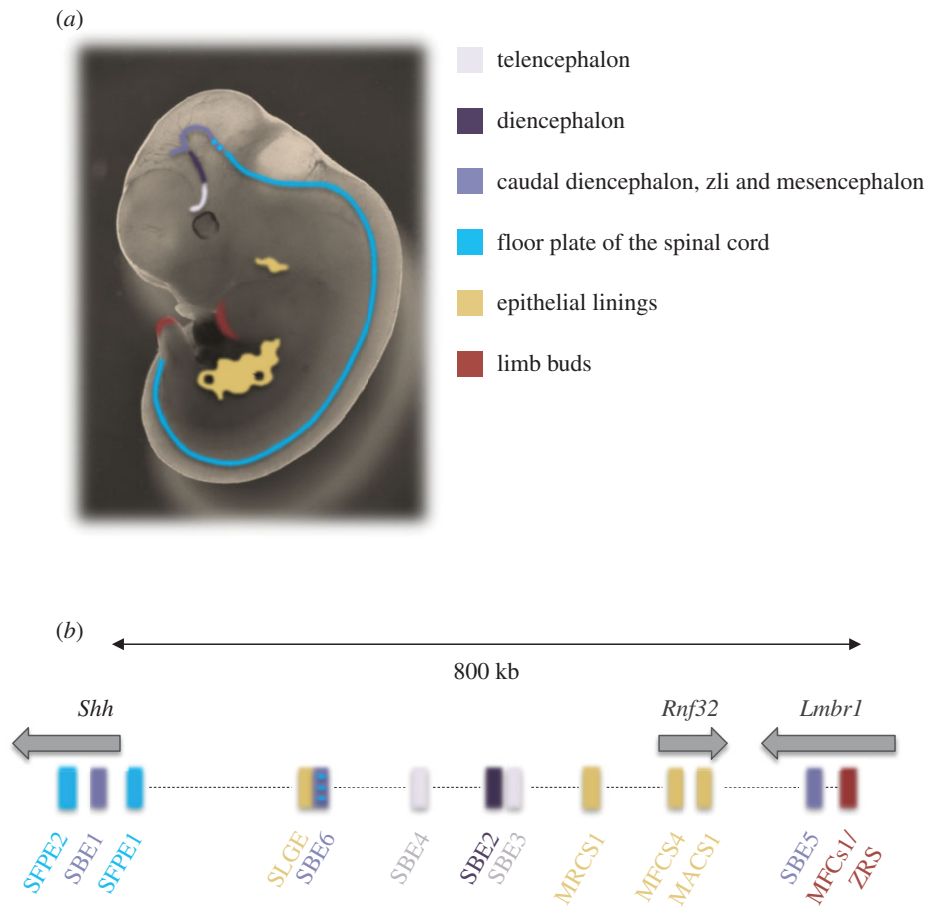 (a)
telencephalon
diencephalon
caudal diencephalon, zli and mesencephalon
floor plate of the spinal cord
epithelial linings
limb buds
(b)
800 kb
Shh
Rnf32
Lmbr1
SFPE2
SBE1
SFPE1
SLGE
SBE6
SBE4
SBE2
SBE3
MRCS1
MFCS4
MACS1
SBE5
MFCs1/
ZRS